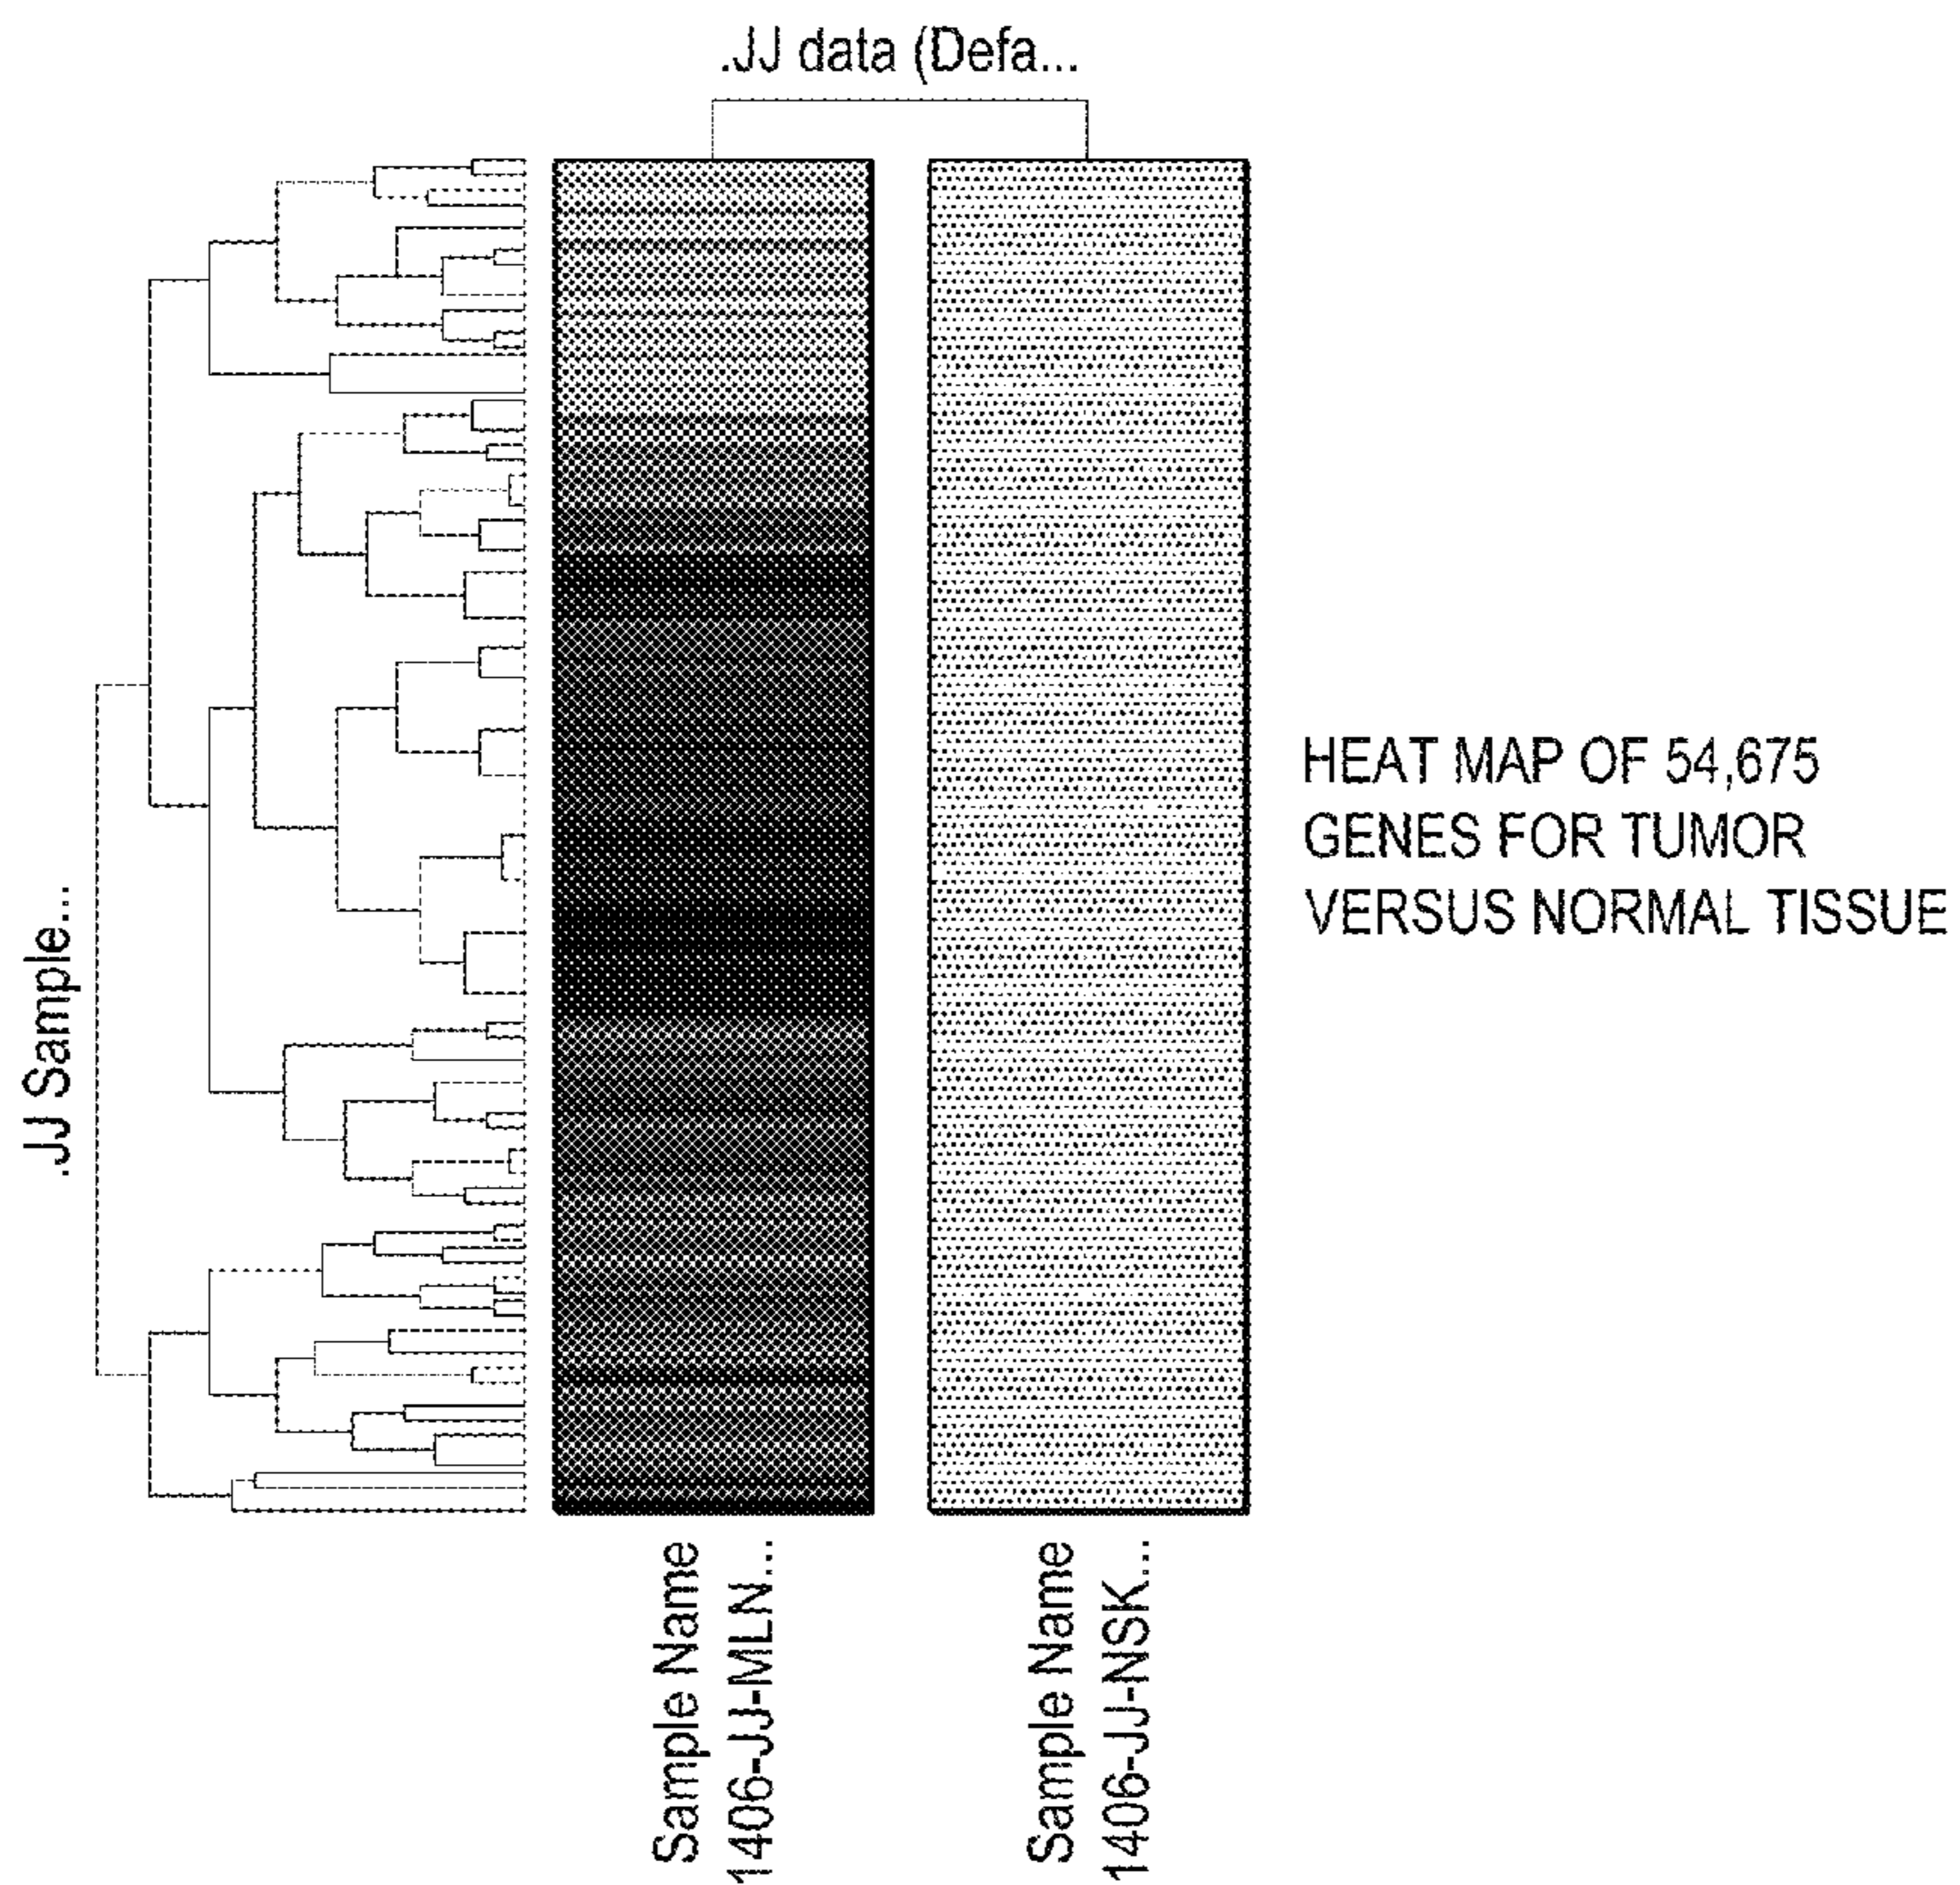 .JJ data (Defa...
.JJ Sample...
HEAT MAP OF 54,675
GENES FOR TUMOR
VERSUS NORMAL TISSUE
Sample Name
1406-JJ-MLN...
Sample Name
1406-JJ-NSK...